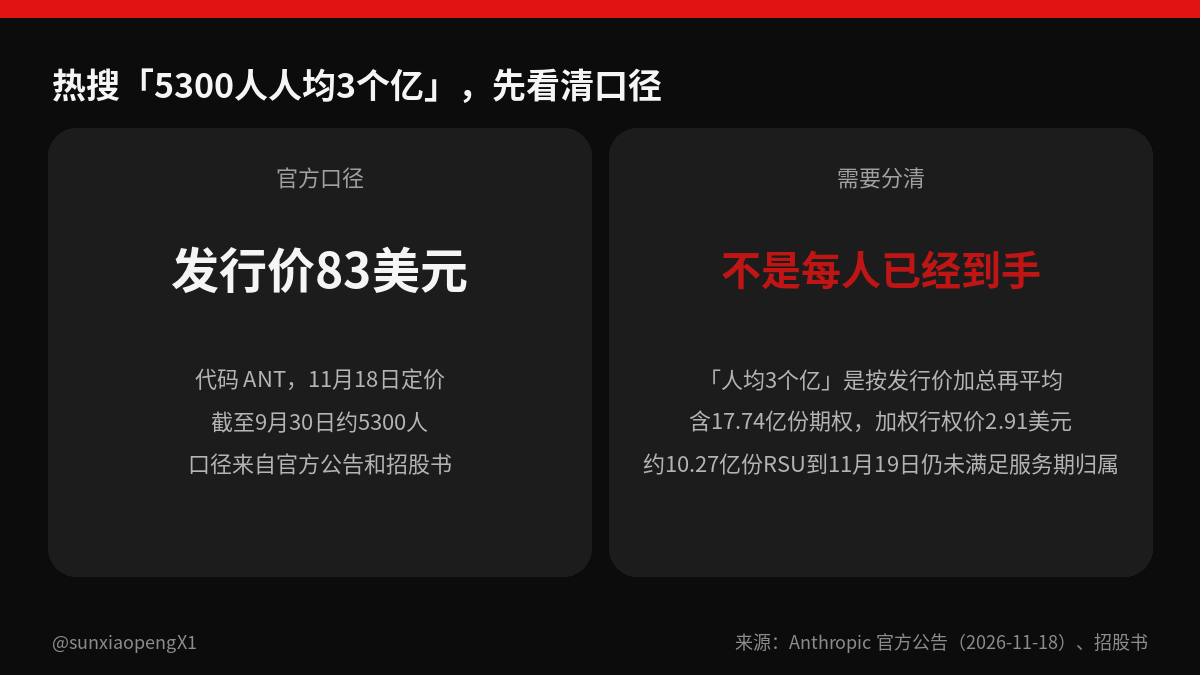 热搜「5300人人均3个亿」，先看清口径
官方口径
发行价83美元
代码 ANT，11月18日定价
截至9月30日约5300人
口径来自官方公告和招股书
需要分清
不是每人已经到手
「人均3个亿」是按发行价加总再平均
含17.74亿份期权，加权行权价2.91美元
约10.27亿份RSU到11月19日仍未满足服务期归属
@sunxiaopengX1
来源：Anthropic 官方公告（2026-11-18）、招股书